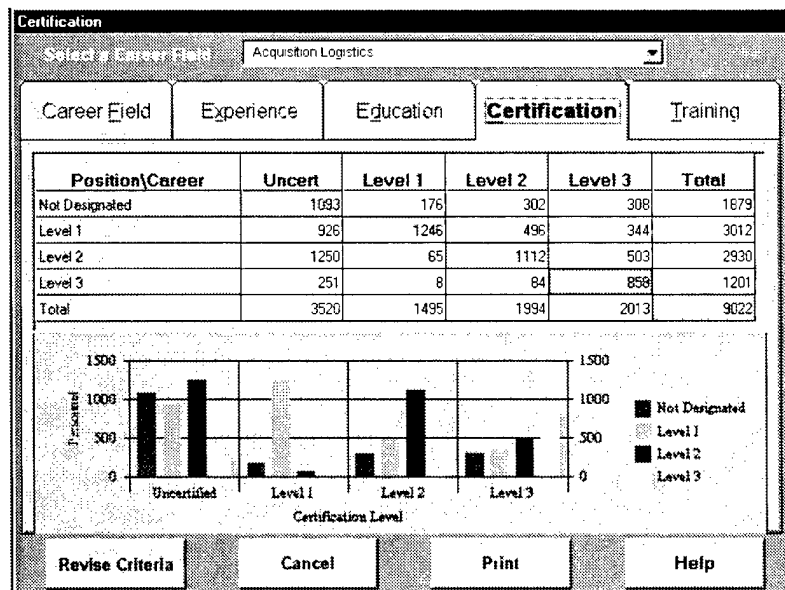 Certification
Select a Career Field Acquisition Logistics
Career Field Experience Education Certification Training
Position\Career Uncert Level 1 Level 2 Level 3 Total
Not Designated 1093 176 302 308 1879
Level 1 926 1246 496 344 3012
Level 2 1250 65 1112 503 2930
Level 3 251 8 84 858 1201
Total 3520 1495 1994 2013 9022
1500 1500
1000 1000
500 500
0 0
Personnel
Uncertified Level 1 Level 2 Level 3
Certification Level
Not Designated
Level 1
Level 2
Level 3
Revise Criteria Cancel Print Help